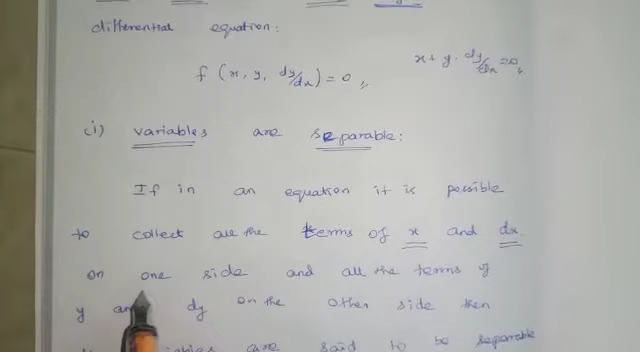 differential equation:
f (x, y, dy/dx) = 0,,
x + y · dy/dx = 0,,
(i) variables are separable:
If in an equation it is possible
to collect all the terms of x and dx
on one side and all the terms of
y dy on the other side then
are said to be separable